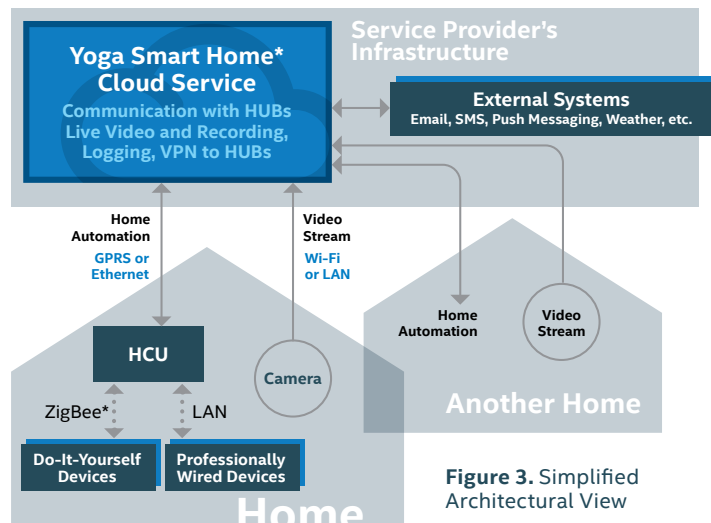 Service Provider's
Infrastructure
Yoga Smart Home*
Cloud Service
Communication with HUBs
Live Video and Recording,
Logging, VPN to HUBs
External Systems
Email, SMS, Push Messaging, Weather, etc.
Home
Automation
GPRS or
Ethernet
Video
Stream
Wi-Fi
or LAN
Home
Automation
Video
Stream
HCU
Camera
Another Home
ZigBee*
LAN
Do-It-Yourself
Devices
Professionally
Wired Devices
Home
Figure 3. Simplified
Architectural View